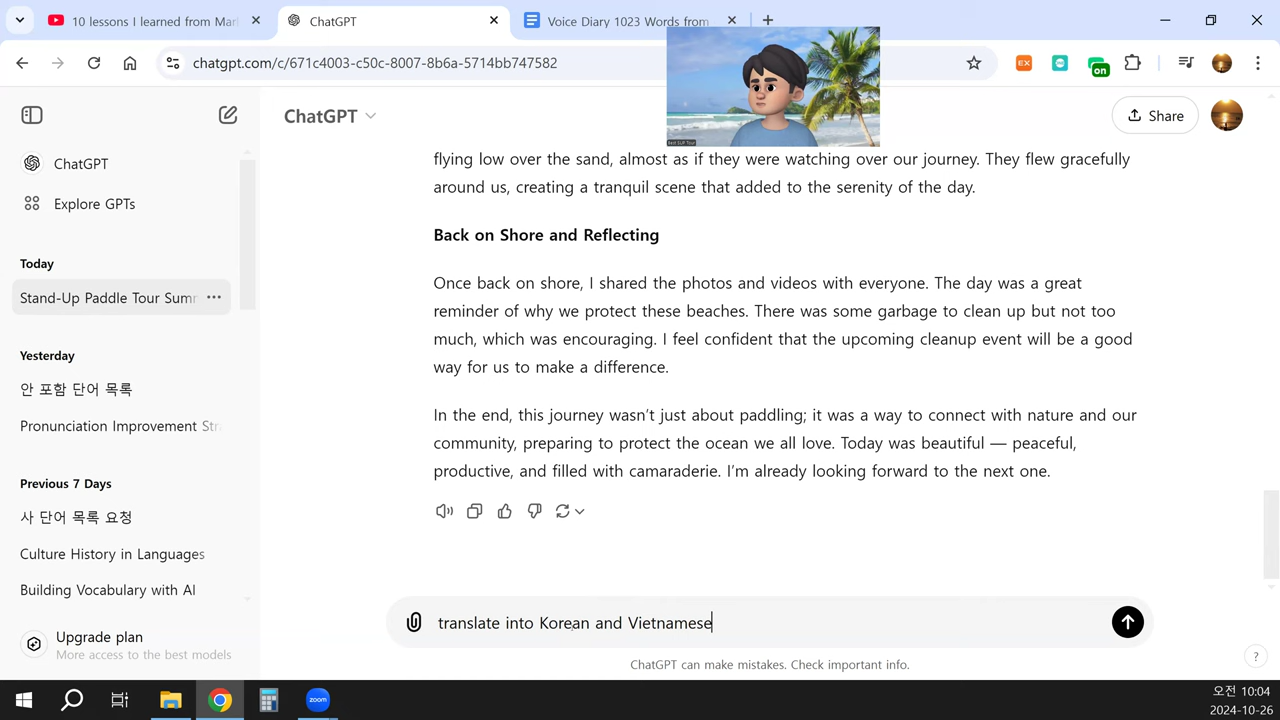 10 lessons I learned from Mar
ChatGPT
Voice Diary 1023 Words from
chatgpt.com/c/671c4003-c50c-8007-8b6a-5714bb747582
EX
on
ChatGPT
Share
ChatGPT
Explore GPTs
Today
Stand-Up Paddle Tour Sum
Yesterday
안 포함 단어 목록
Pronunciation Improvement Str
Previous 7 Days
사 단어 목록 요청
Culture History in Languages
Building Vocabulary with AI
Upgrade plan
More access to the best models
flying low over the sand, almost as if they were watching over our journey. They flew gracefully
around us, creating a tranquil scene that added to the serenity of the day.
Back on Shore and Reflecting
Once back on shore, I shared the photos and videos with everyone. The day was a great
reminder of why we protect these beaches. There was some garbage to clean up but not too
much, which was encouraging. I feel confident that the upcoming cleanup event will be a good
way for us to make a difference.
In the end, this journey wasn't just about paddling; it was a way to connect with nature and our
community, preparing to protect the ocean we all love. Today was beautiful — peaceful,
productive, and filled with camaraderie. I'm already looking forward to the next one.
translate into Korean and Vietnamese
ChatGPT can make mistakes. Check important info.
?
zoom
오전 10:04
2024-10-26